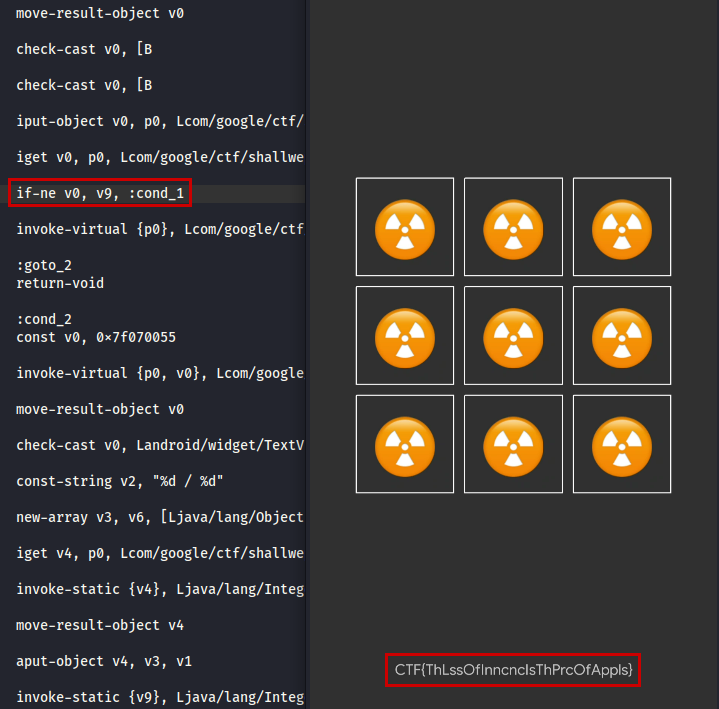 move-result-object v0
check-cast v0, [B
check-cast v0, [B
iput-object v0, p0, Lcom/google/ctf/
iget v0, p0, Lcom/google/ctf/shallwe
if-ne v0, v9, :cond_1
invoke-virtual {p0}, Lcom/google/ctf
:goto_2
return-void
:cond_2
const v0, 0×7f070055
invoke-virtual {p0, v0}, Lcom/google
move-result-object v0
check-cast v0, Landroid/widget/TextV
const-string v2, "%d / %d"
new-array v3, v6, [Ljava/lang/Object
iget v4, p0, Lcom/google/ctf/shallwe
invoke-static {v4}, Ljava/lang/Integ
move-result-object v4
aput-object v4, v3, v1
invoke-static {v9}, Ljava/lang/Integ
CTF{ThLssOfInncncIsThPrcOfAppls}